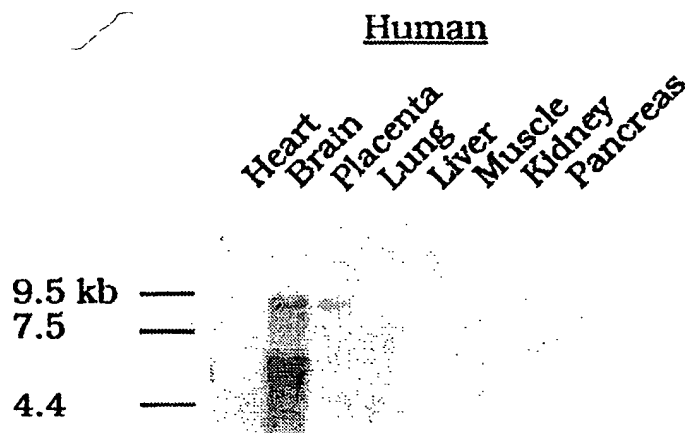 Human
Heart
Brain
Placenta
Lung
Liver
Muscle
Kidney
Pancreas
9.5 kb
7.5
4.4